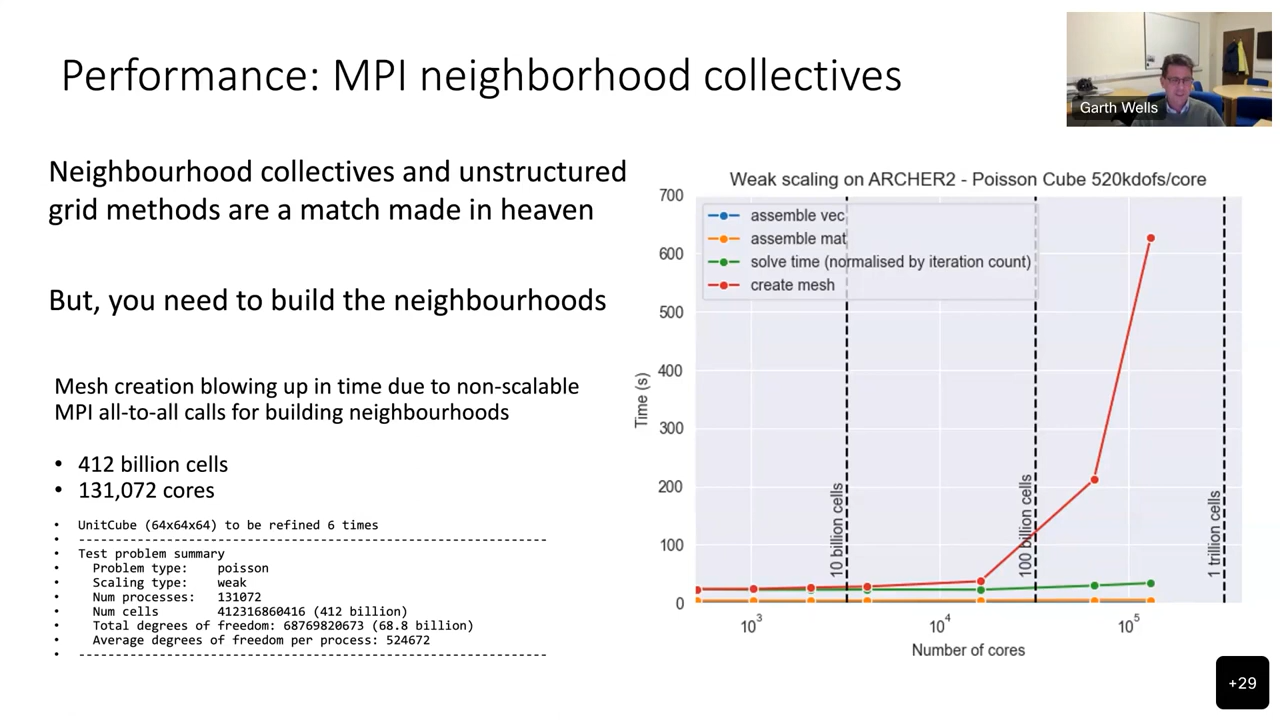 Performance: MPI neighborhood collectives
Garth Wells
Neighbourhood collectives and unstructured
grid methods are a match made in heaven
But, you need to build the neighbourhoods
Mesh creation blowing up in time due to non-scalable
MPI all-to-all calls for building neighbourhoods
• 412 billion cells
• 131,072 cores
• UnitCube (64x64x64) to be refined 6 times
• ----------------------------------------------------------------
• Test problem summary
• Problem type: poisson
• Scaling type: weak
• Num processes: 131072
• Num cells 412316860416 (412 billion)
• Total degrees of freedom: 68769820673 (68.8 billion)
• Average degrees of freedom per process: 524672
• ----------------------------------------------------------------
Weak scaling on ARCHER2 - Poisson Cube 520kdofs/core
assemble vec
assemble mat
solve time (normalised by iteration count)
create mesh
700
600
500
400
300
200
100
0
Time (s)
10 billion cells
100 billion cells
1 trillion cells
10³
10⁴
10⁵
Number of cores
+29